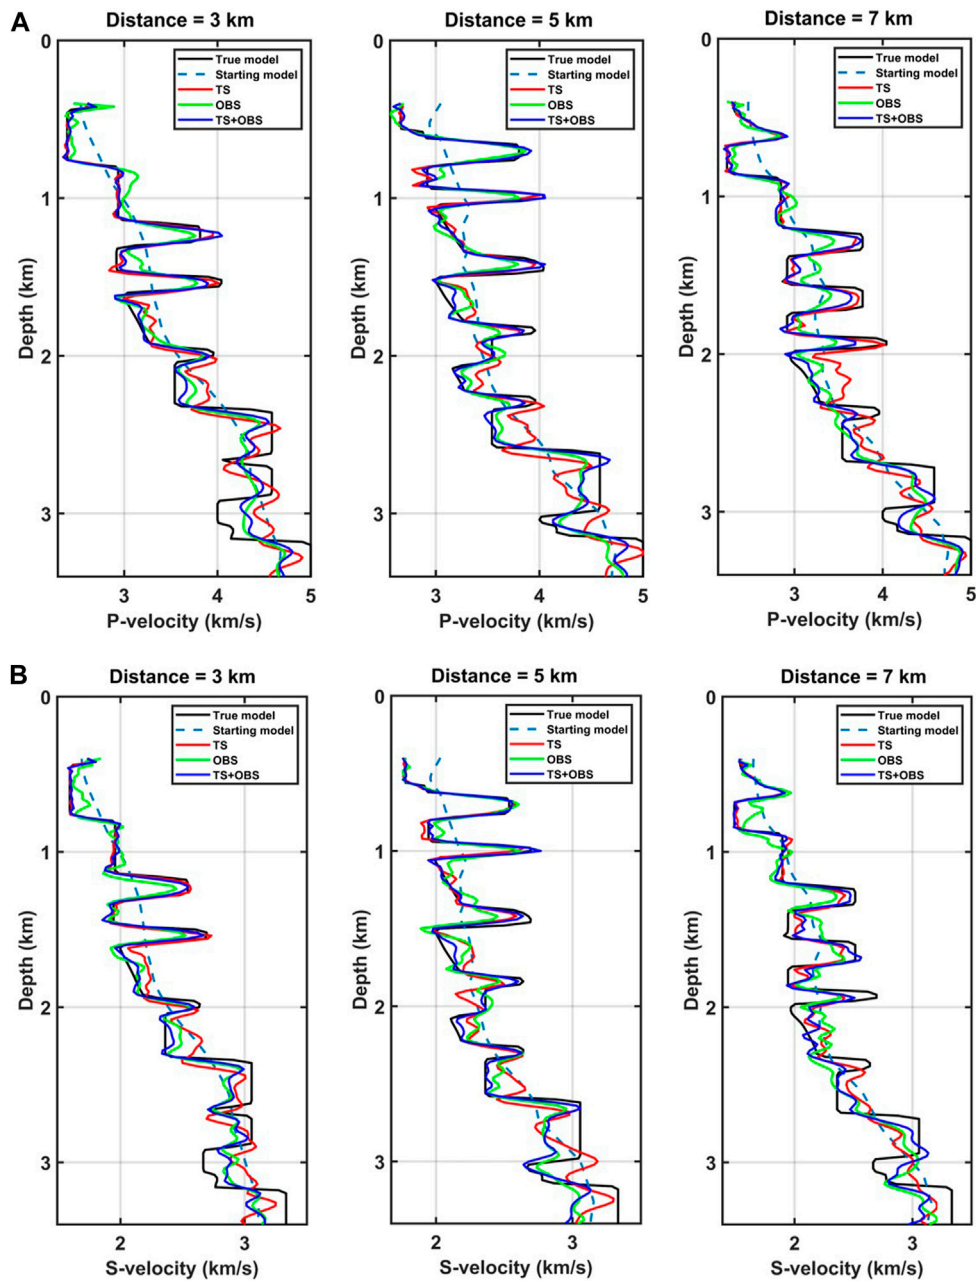 A
Distance = 3 km
Distance = 5 km
Distance = 7 km
True model
Starting model
TS
OBS
TS+OBS
True model
Starting model
TS
OBS
TS+OBS
True model
Starting model
TS
OBS
TS+OBS
0
1
2
3
Depth (km)
3
4
5
P-velocity (km/s)
0
1
2
3
Depth (km)
3
4
5
P-velocity (km/s)
0
1
2
3
Depth (km)
3
4
5
P-velocity (km/s)
B
Distance = 3 km
Distance = 5 km
Distance = 7 km
True model
Starting model
TS
OBS
TS+OBS
True model
Starting model
TS
OBS
TS+OBS
True model
Starting model
TS
OBS
TS+OBS
0
1
2
3
Depth (km)
2
3
4
S-velocity (km/s)
0
1
2
3
Depth (km)
2
3
S-velocity (km/s)
0
1
2
3
Depth (km)
2
3
S-velocity (km/s)